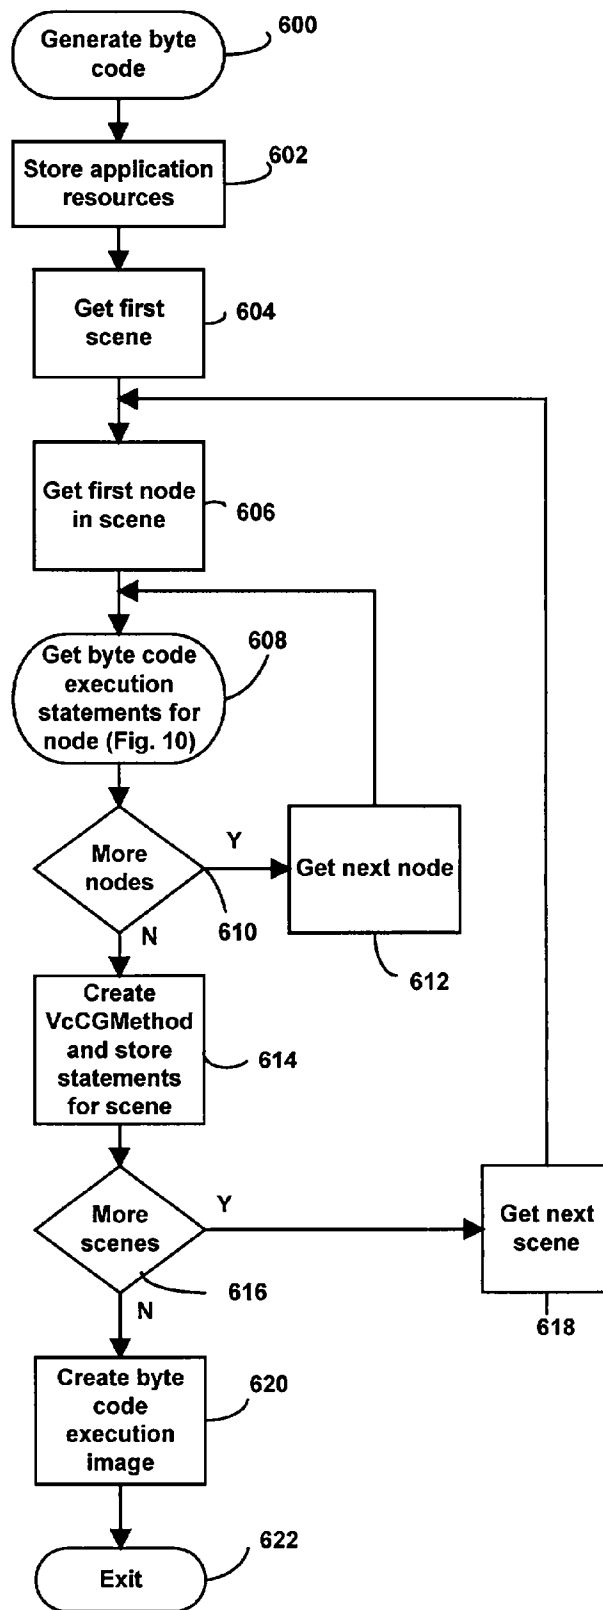 Generate byte
code
600
Store application
resources
602
Get first
scene
604
Get first node
in scene
606
Get byte code
execution
statements for
node (Fig. 10)
608
More
nodes
Y
610
N
Get next node
612
Create
VcCGMethod
and store
statements
for scene
614
More
scenes
Y
616
N
Get next
scene
618
Create byte
code
execution
image
620
Exit
622